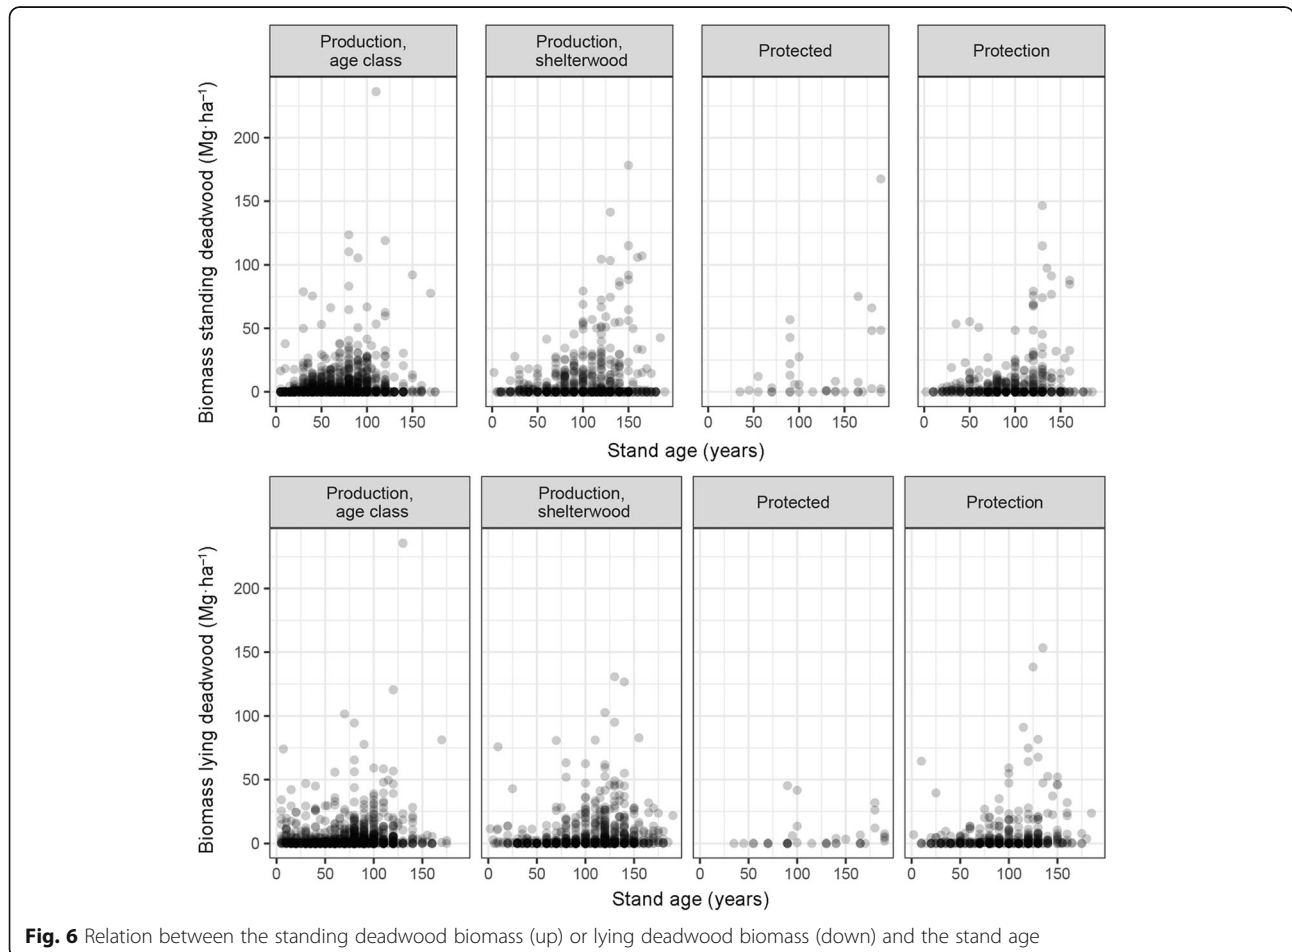 Production,
age class
Production,
shelterwood
Protected
Protection
Biomass standing deadwood (Mg·ha⁻¹)
200
150
100
50
0
0 50 100 150 0 50 100 150 0 50 100 150 0 50 100 150
Stand age (years)
Production,
age class
Production,
shelterwood
Protected
Protection
Biomass lying deadwood (Mg·ha⁻¹)
200
150
100
50
0
0 50 100 150 0 50 100 150 0 50 100 150 0 50 100 150
Stand age (years)
Fig. 6 Relation between the standing deadwood biomass (up) or lying deadwood biomass (down) and the stand age